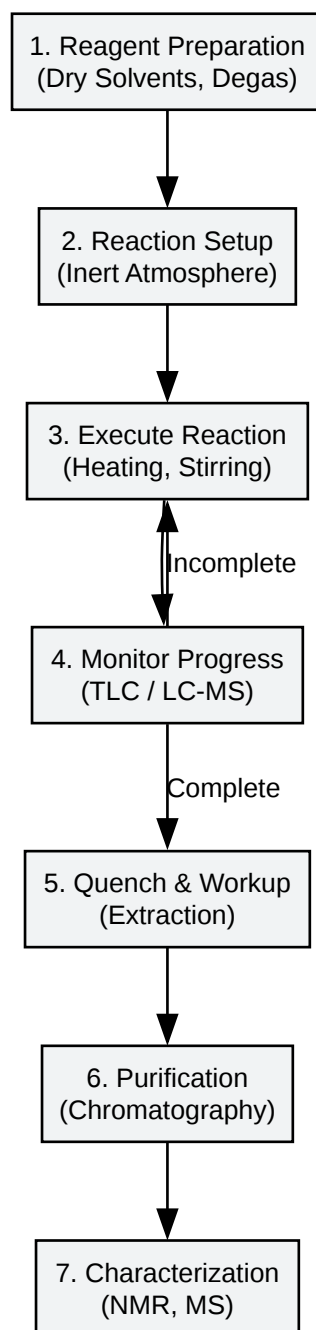 1. Reagent Preparation
(Dry Solvents, Degas)
2. Reaction Setup
(Inert Atmosphere)
3. Execute Reaction
(Heating, Stirring)
Incomplete
4. Monitor Progress
(TLC / LC-MS)
Complete
5. Quench & Workup
(Extraction)
6. Purification
(Chromatography)
7. Characterization
(NMR, MS)